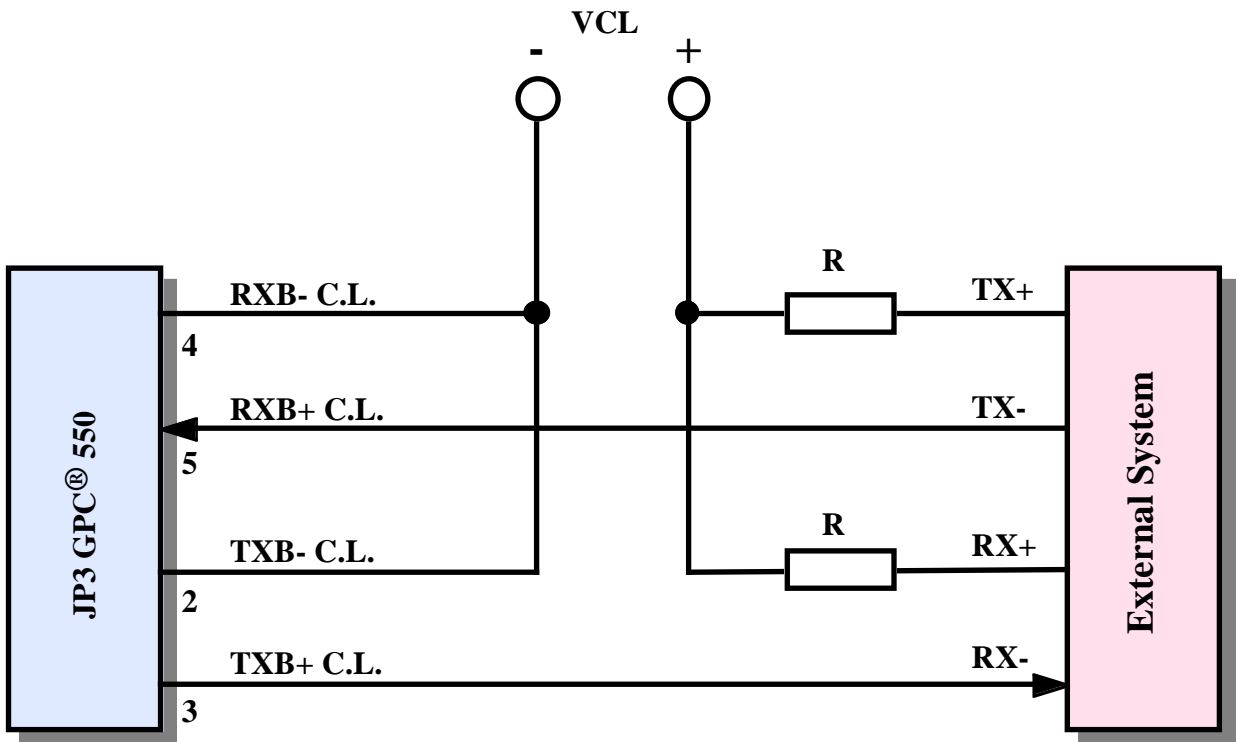 VCL
- +
R
RXB- C.L. TX+
4
RXB+ C.L. TX-
5
R
TXB- C.L. RX+
2
TXB+ C.L. RX-
3
JP3 GPC® 550
External System